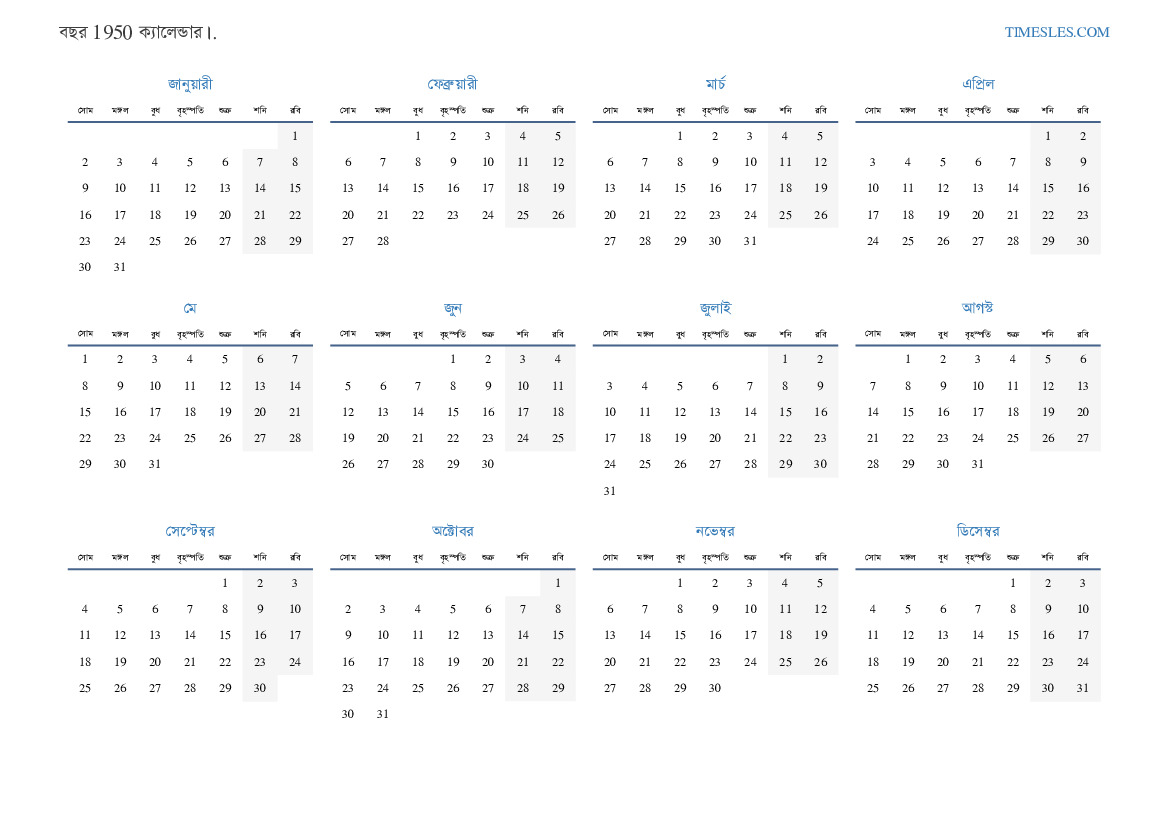 বছর 1950 ক্যালেন্ডার।.
TIMESLES.COM
জানুয়ারী
সোম মঙ্গল বুধ বৃহস্পতি শুক্র শনি রবি
1
2 3 4 5 6 7 8
9 10 11 12 13 14 15
16 17 18 19 20 21 22
23 24 25 26 27 28 29
30 31
ফেব্রুয়ারী
সোম মঙ্গল বুধ বৃহস্পতি শুক্র শনি রবি
1 2 3 4 5
6 7 8 9 10 11 12
13 14 15 16 17 18 19
20 21 22 23 24 25 26
27 28
মার্চ
সোম মঙ্গল বুধ বৃহস্পতি শুক্র শনি রবি
1 2 3 4 5
6 7 8 9 10 11 12
13 14 15 16 17 18 19
20 21 22 23 24 25 26
27 28 29 30 31
এপ্রিল
সোম মঙ্গল বুধ বৃহস্পতি শুক্র শনি রবি
1 2
3 4 5 6 7 8 9
10 11 12 13 14 15 16
17 18 19 20 21 22 23
24 25 26 27 28 29 30
মে
সোম মঙ্গল বুধ বৃহস্পতি শুক্র শনি রবি
1 2 3 4 5 6 7
8 9 10 11 12 13 14
15 16 17 18 19 20 21
22 23 24 25 26 27 28
29 30 31
জুন
সোম মঙ্গল বুধ বৃহস্পতি শুক্র শনি রবি
1 2 3 4
5 6 7 8 9 10 11
12 13 14 15 16 17 18
19 20 21 22 23 24 25
26 27 28 29 30
জুলাই
সোম মঙ্গল বুধ বৃহস্পতি শুক্র শনি রবি
1 2
3 4 5 6 7 8 9
10 11 12 13 14 15 16
17 18 19 20 21 22 23
24 25 26 27 28 29 30
31
আগস্ট
সোম মঙ্গল বুধ বৃহস্পতি শুক্র শনি রবি
1 2 3 4 5 6
7 8 9 10 11 12 13
14 15 16 17 18 19 20
21 22 23 24 25 26 27
28 29 30 31
সেপ্টেম্বর
সোম মঙ্গল বুধ বৃহস্পতি শুক্র শনি রবি
1 2 3
4 5 6 7 8 9 10
11 12 13 14 15 16 17
18 19 20 21 22 23 24
25 26 27 28 29 30
অক্টোবর
সোম মঙ্গল বুধ বৃহস্পতি শুক্র শনি রবি
1
2 3 4 5 6 7 8
9 10 11 12 13 14 15
16 17 18 19 20 21 22
23 24 25 26 27 28 29
30 31
নভেম্বর
সোম মঙ্গল বুধ বৃহস্পতি শুক্র শনি রবি
1 2 3 4 5
6 7 8 9 10 11 12
13 14 15 16 17 18 19
20 21 22 23 24 25 26
27 28 29 30
ডিসেম্বর
সোম মঙ্গল বুধ বৃহস্পতি শুক্র শনি রবি
1 2 3
4 5 6 7 8 9 10
11 12 13 14 15 16 17
18 19 20 21 22 23 24
25 26 27 28 29 30 31